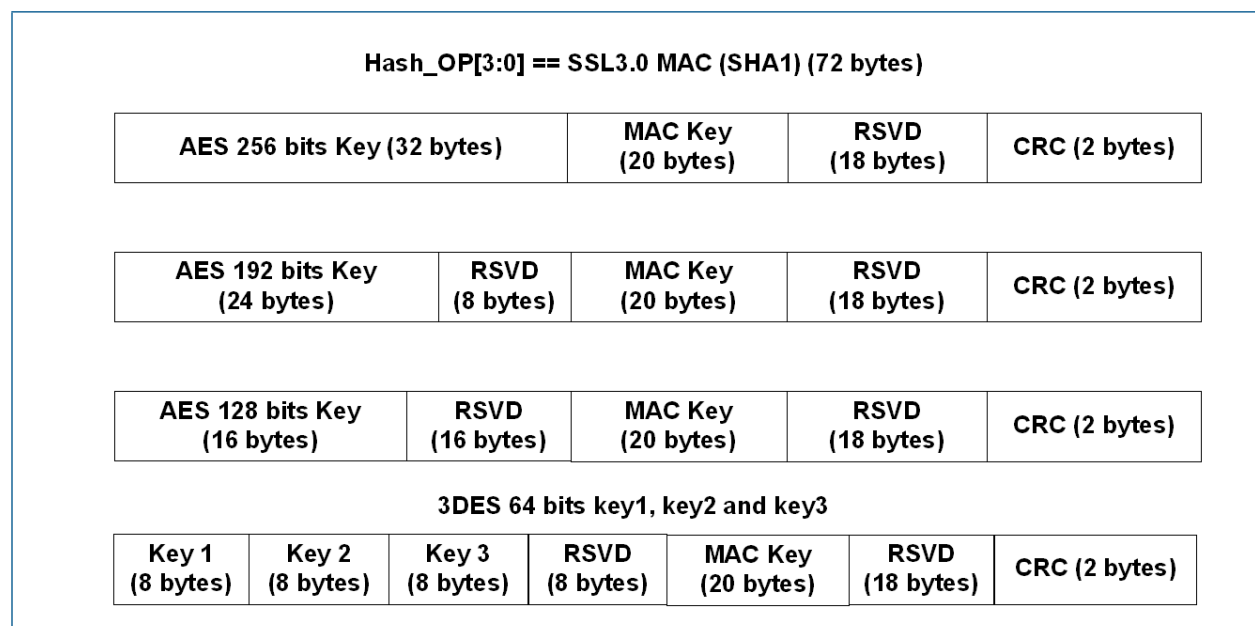 Hash_OP[3:0] == SSL3.0 MAC (SHA1) (72 bytes)
AES 256 bits Key (32 bytes)
MAC Key
(20 bytes)
RSVD
(18 bytes)
CRC (2 bytes)
AES 192 bits Key
(24 bytes)
RSVD
(8 bytes)
MAC Key
(20 bytes)
RSVD
(18 bytes)
CRC (2 bytes)
AES 128 bits Key
(16 bytes)
RSVD
(16 bytes)
MAC Key
(20 bytes)
RSVD
(18 bytes)
CRC (2 bytes)
3DES 64 bits key1, key2 and key3
Key 1
(8 bytes)
Key 2
(8 bytes)
Key 3
(8 bytes)
RSVD
(8 bytes)
MAC Key
(20 bytes)
RSVD
(18 bytes)
CRC (2 bytes)